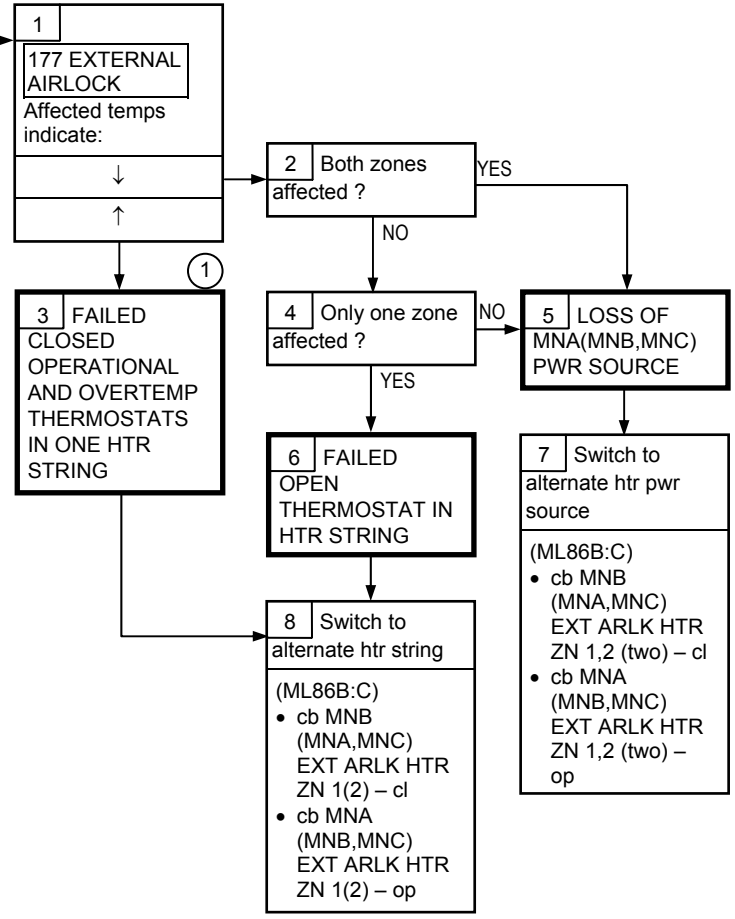 1
177 EXTERNAL
AIRLOCK
Affected temps
indicate:
↓
↑
2 Both zones
affected ?
YES
NO
1
3 FAILED
CLOSED
OPERATIONAL
AND OVERTEMP
THERMOSTATS
IN ONE HTR
STRING
4 Only one zone
affected ?
NO
YES
5 LOSS OF
MNA(MNB,MNC)
PWR SOURCE
6 FAILED
OPEN
THERMOSTAT IN
HTR STRING
7 Switch to
alternate htr pwr
source
(ML86B:C)
• cb MNB
(MNA,MNC)
EXT ARLK HTR
ZN 1,2 (two) – cl
• cb MNA
(MNB,MNC)
EXT ARLK HTR
ZN 1,2 (two) –
op
8 Switch to
alternate htr string
(ML86B:C)
• cb MNB
(MNA,MNC)
EXT ARLK HTR
ZN 1(2) – cl
• cb MNA
(MNB,MNC)
EXT ARLK HTR
ZN 1(2) – op